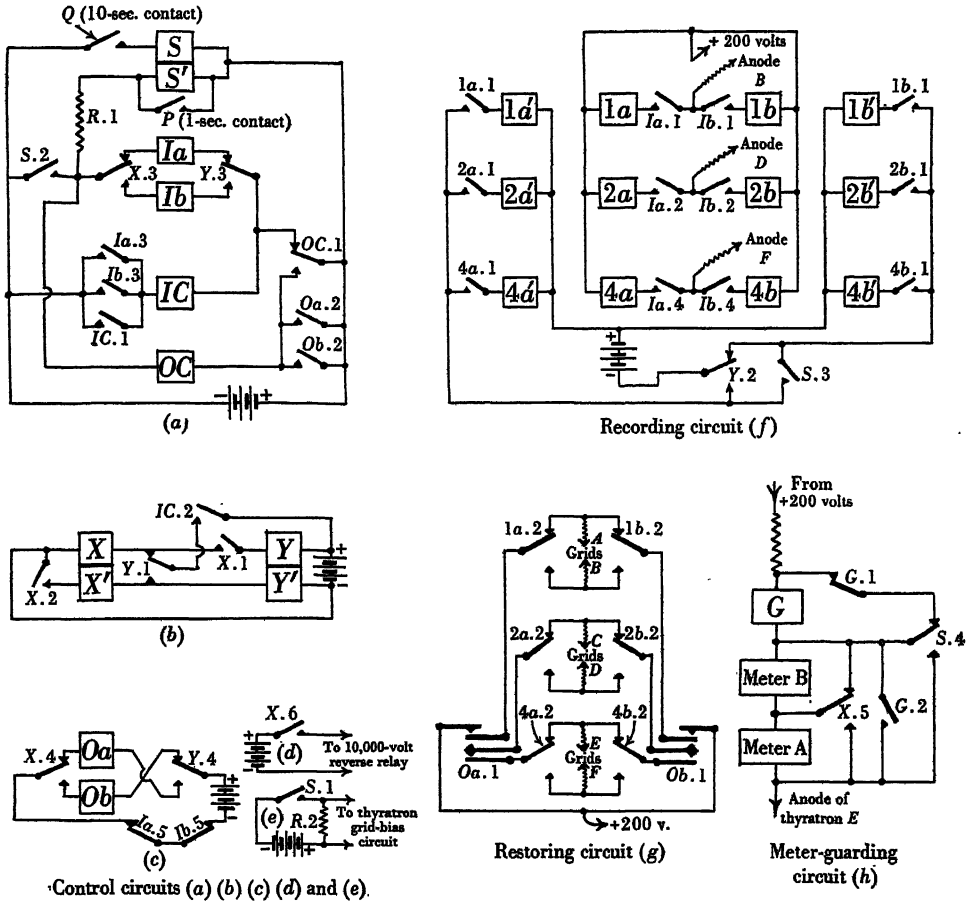 Q (10-sec. contact)
S
S'
R.1
P (1-sec. contact)
S.2
Ia
X.3
Y.3
Ib
Ia.3
OC.1
Ib.3
IC
IC.1
Oa.2
Ob.2
OC
- +
(a)
+ 200 volts
Anode
B
1a.1
1a'
1a
Ia.1
Ib.1
1b
1b'
1b.1
Anode
D
2a.1
2a'
2a
Ia.2
Ib.2
2b
2b'
2b.1
Anode
F
4a.1
4a'
4a
Ia.4
Ib.4
4b
4b'
4b.1
+
-
Y.2
S.3
Recording circuit (f)
IC.2
X
Y.1
X.1
Y
+
X.2
X'
Y'
-
(b)
X.4
Oa
Y.4
+
Ob
-
Ia.5
Ib.5
(c)
X.6
+
-
(d)
To 10,000-volt
reverse relay
S.1
(e)
R.2
- +
To thyratron
grid-bias
circuit
Control circuits (a) (b) (c) (d) and (e).
1a.2
A
Grids
B
1b.2
2a.2
C
Grids
D
2b.2
4a.2
E
Grids
F
4b.2
Oa.1
Ob.1
+200 v.
Restoring circuit (g)
From
+200 volts
G.1
G
S.4
Meter B
X.5
G.2
Meter A
Anode of
thyratron E
Meter-guarding
circuit (h)